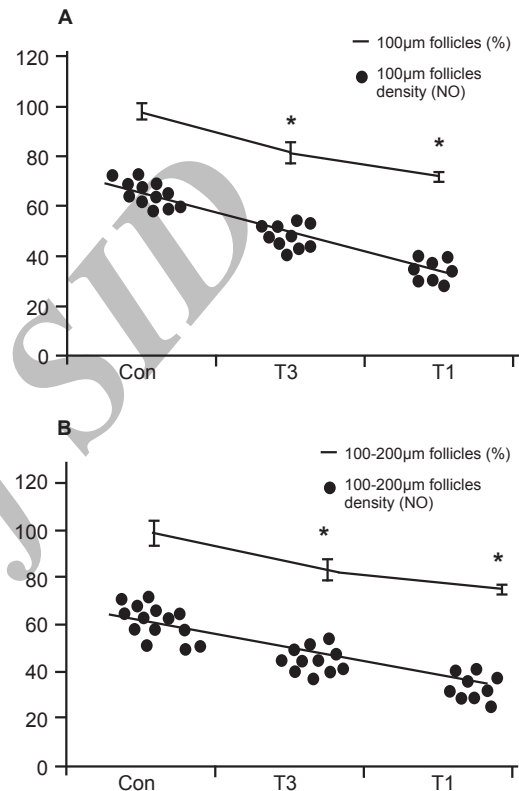 A
100µm follicles (%)
100µm follicles
density (NO)
120
100
80
60
40
20
0
*
*
Con
T3
T1
B
100-200µm follicles (%)
100-200µm follicles
density (NO)
120
100
80
60
40
20
0
*
*
Con
T3
T1
J SID